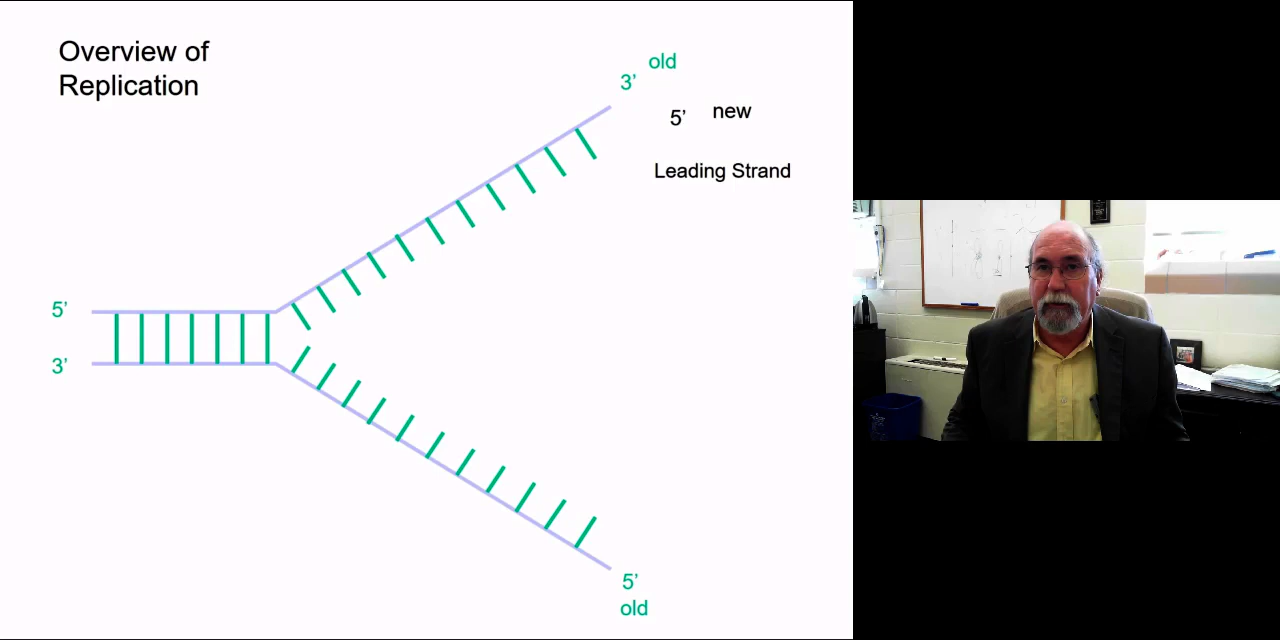 Overview of
Replication
old
3’
5’ new
Leading Strand
5’
3’
5’
old